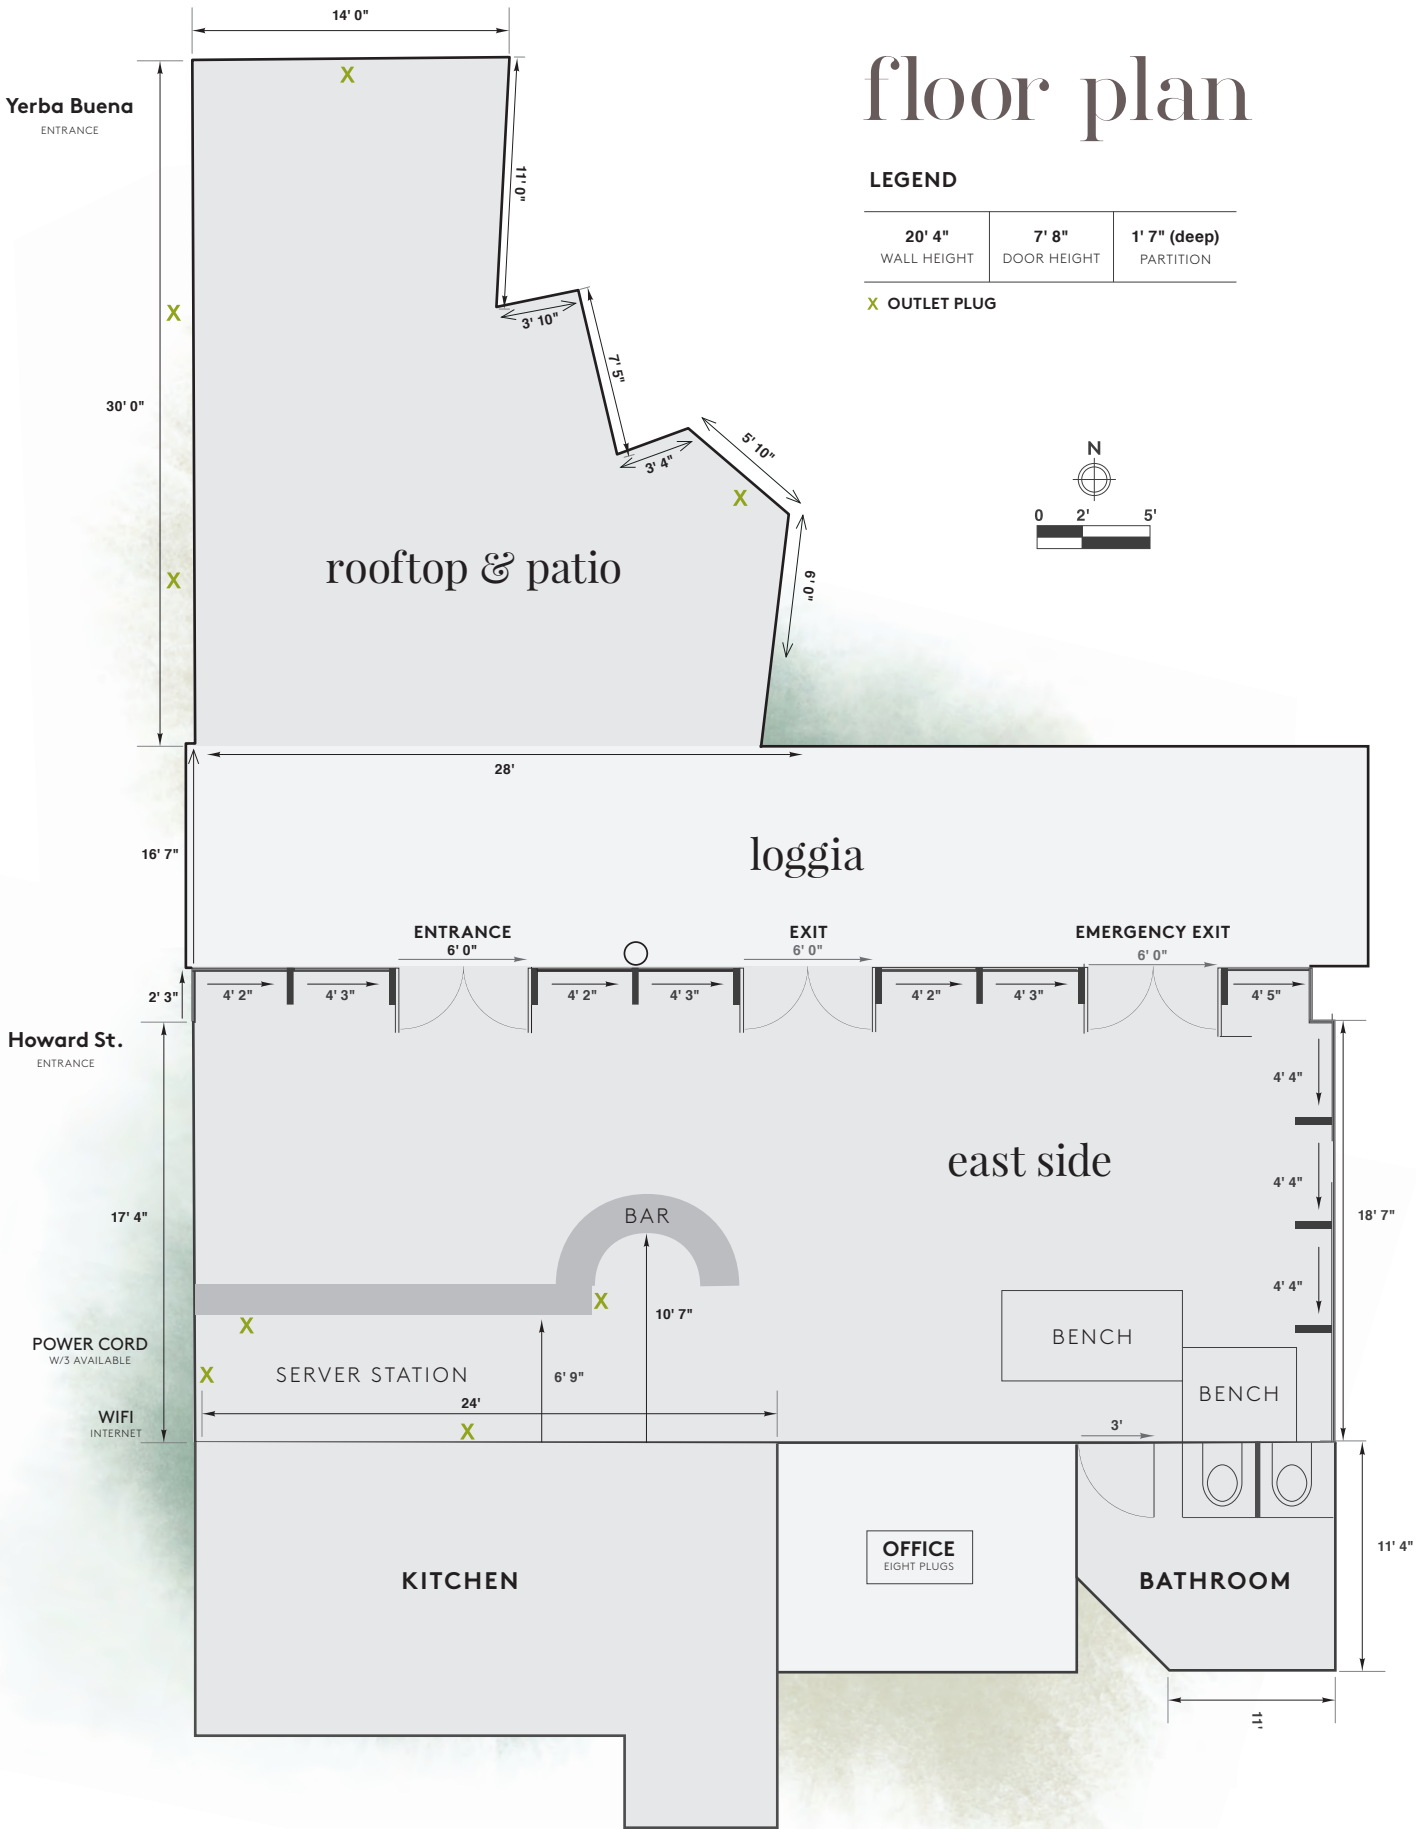 14' 0"
floor plan
Yerba Buena
ENTRANCE
11' 0"
LEGEND
20' 4"
WALL HEIGHT
7' 8"
DOOR HEIGHT
1' 7" (deep)
PARTITION
X OUTLET PLUG
X
X
3' 10"
7' 5"
30' 0"
5' 10"
3' 4"
N
X
0 2' 5'
rooftop & patio
X
6' 0"
28'
16' 7"
loggia
ENTRANCE
6' 0"
EXIT
6' 0"
EMERGENCY EXIT
6' 0"
2' 3"
4' 2"
4' 3"
4' 2"
4' 3"
4' 2"
4' 3"
4' 5"
Howard St.
ENTRANCE
4' 4"
east side
4' 4"
17' 4"
BAR
18' 7"
4' 4"
X
10' 7"
X
BENCH
POWER CORD
W/3 AVAILABLE
X
SERVER STATION
6' 9"
BENCH
24'
WIFI
INTERNET
X
3'
OFFICE
EIGHT PLUGS
11' 4"
KITCHEN
BATHROOM
11'